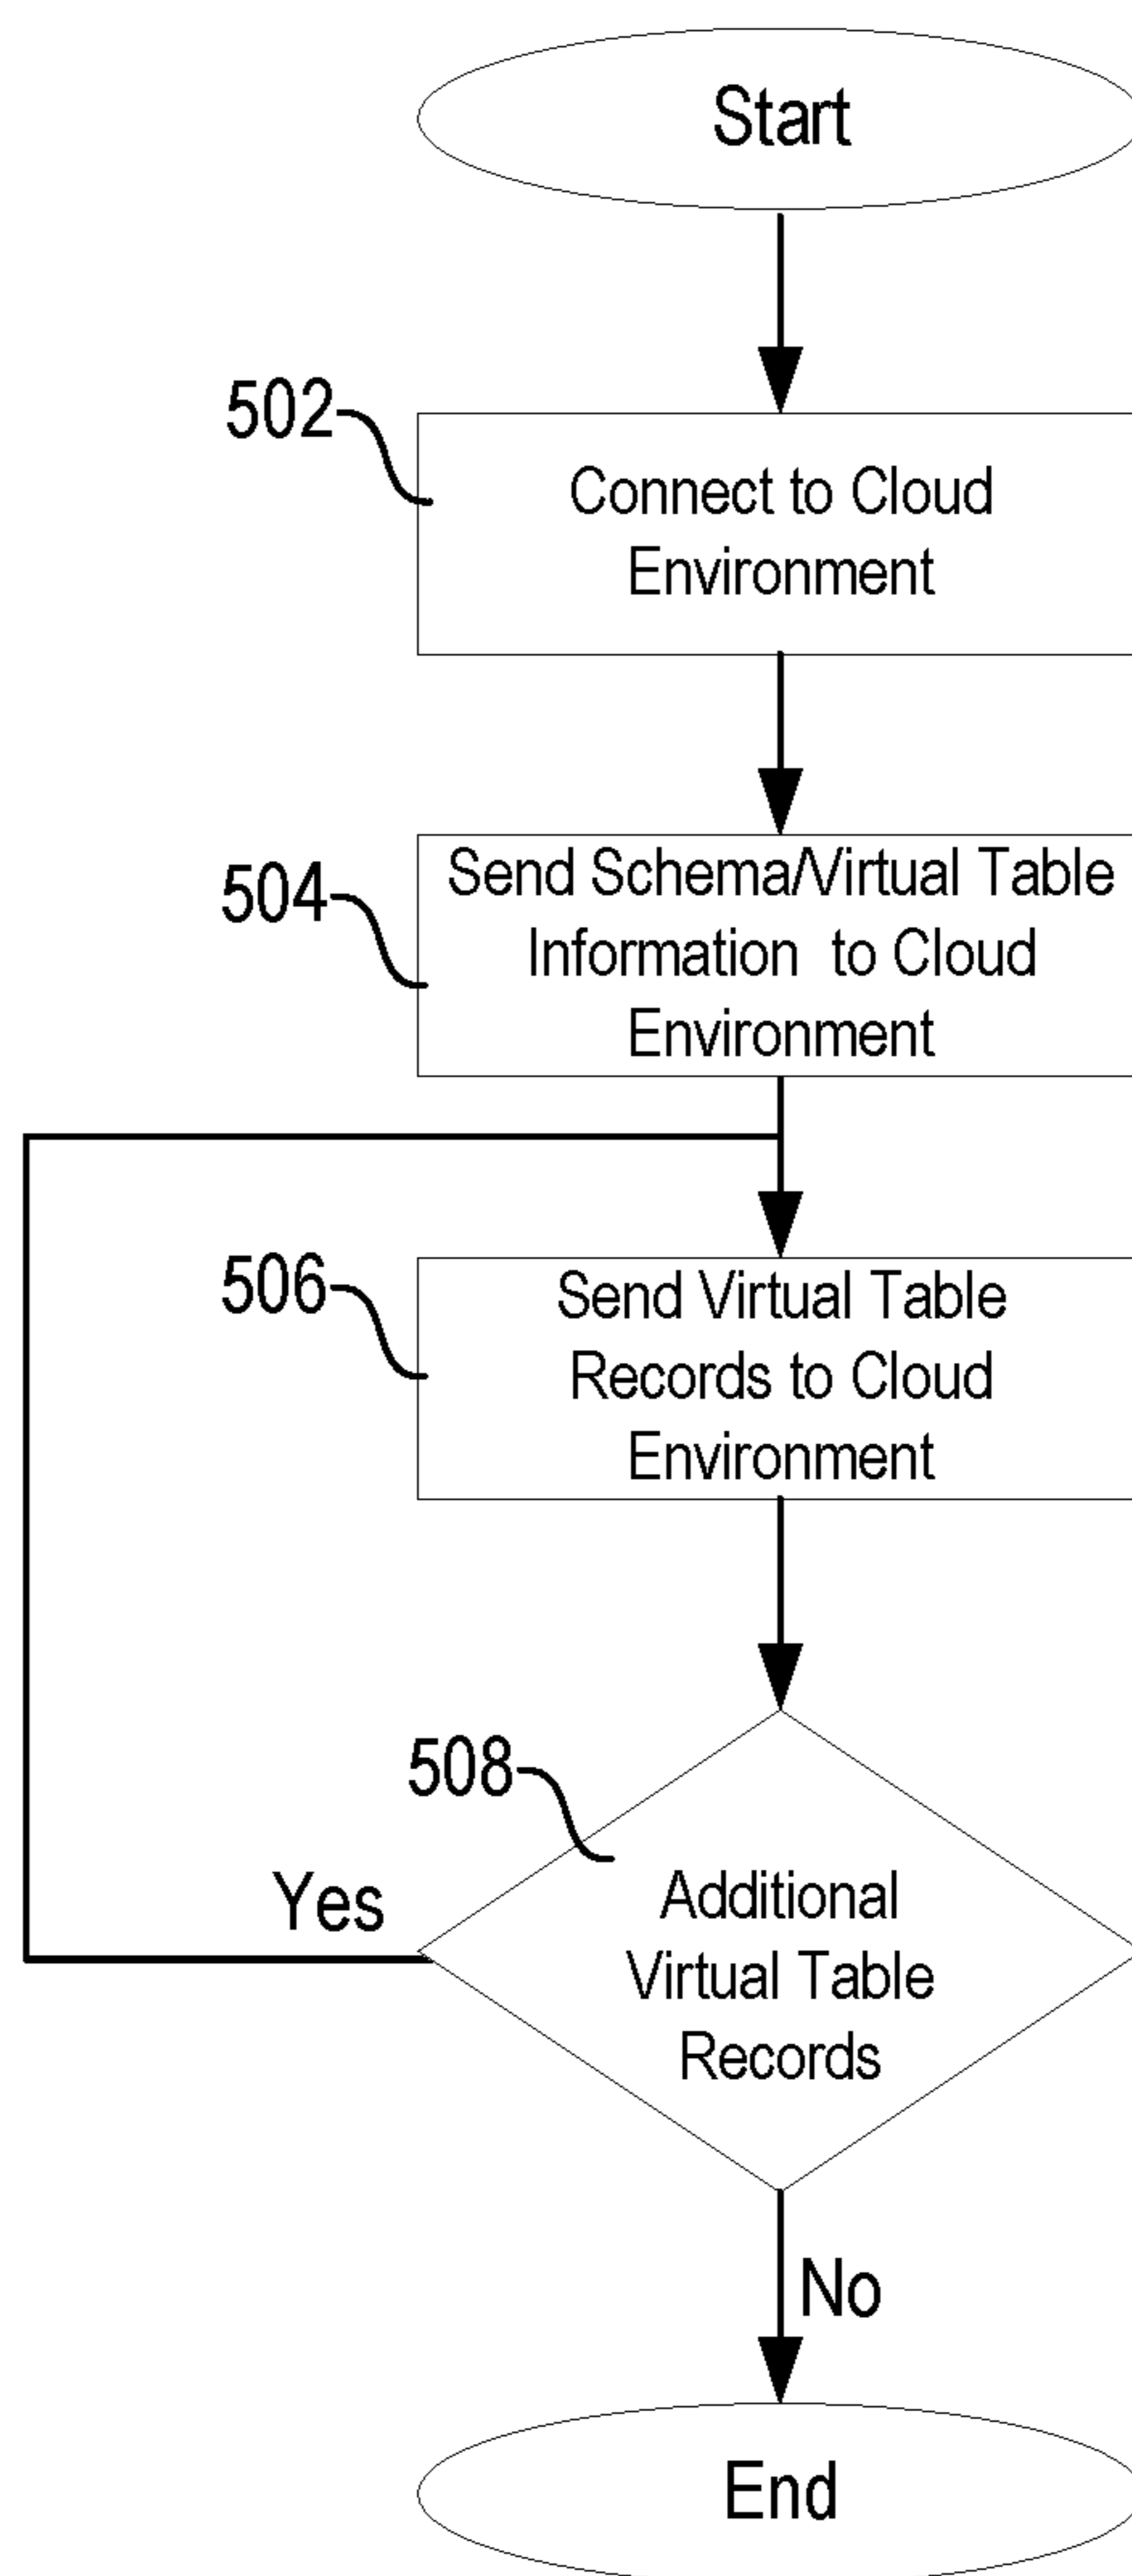 Start
502
Connect to Cloud
Environment
504
Send Schema/Virtual Table
Information to Cloud
Environment
506
Send Virtual Table
Records to Cloud
Environment
508
Yes
Additional
Virtual Table
Records
No
End